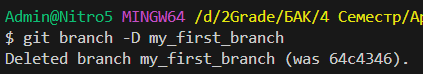 Admin@Nitro5 MINGW64 /d/2Grade/БАК/4 Семестр/Ар
$ git branch -D my_first_branch
Deleted branch my_first_branch (was 64c4346).